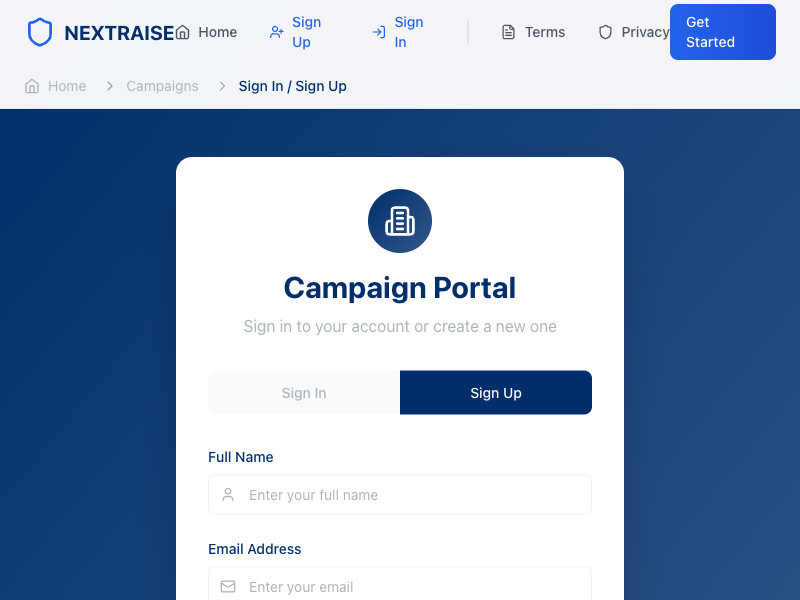 NEXTRAISE
Home
Sign Up
Sign In
Terms
Privacy
Get Started
Home
Campaigns
Sign In / Sign Up
Campaign Portal
Sign in to your account or create a new one
Sign In
Sign Up
Full Name
Enter your full name
Email Address
Enter your email